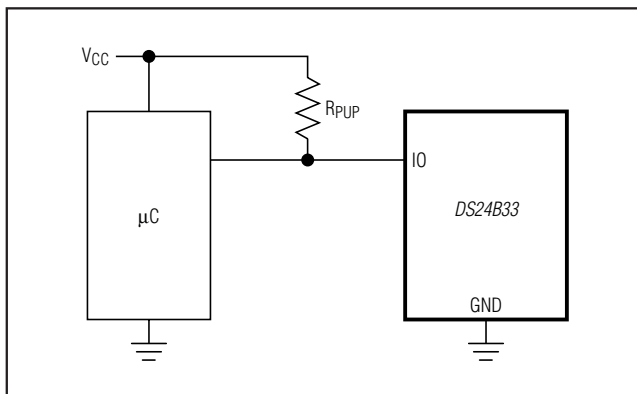 VCC
RPUP
IO
μC
DS24B33
GND